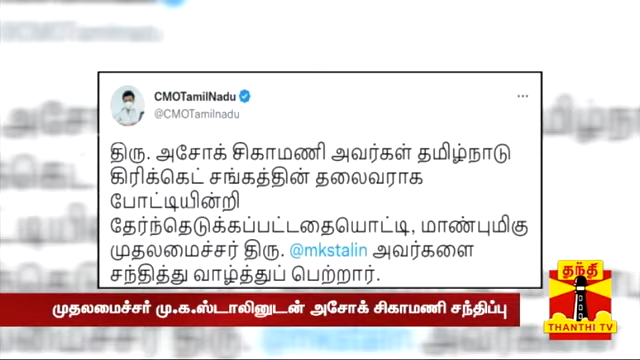 CMOTamilNadu
@CMOTamilnadu
திரு. அசோக் சிகாமணி அவர்கள் தமிழ்நாடு
கிரிக்கெட் சங்கத்தின் தலைவராக
போட்டியின்றி
தேர்ந்தெடுக்கப்பட்டதையொட்டி, மாண்புமிகு
முதலமைச்சர் திரு. @mkstalin அவர்களை
சந்தித்து வாழ்த்துப் பெற்றார்.
முதலமைச்சர் மு.க.ஸ்டாலினுடன் அசோக் சிகாமணி சந்திப்பு
தந்தி
THANTHI TV